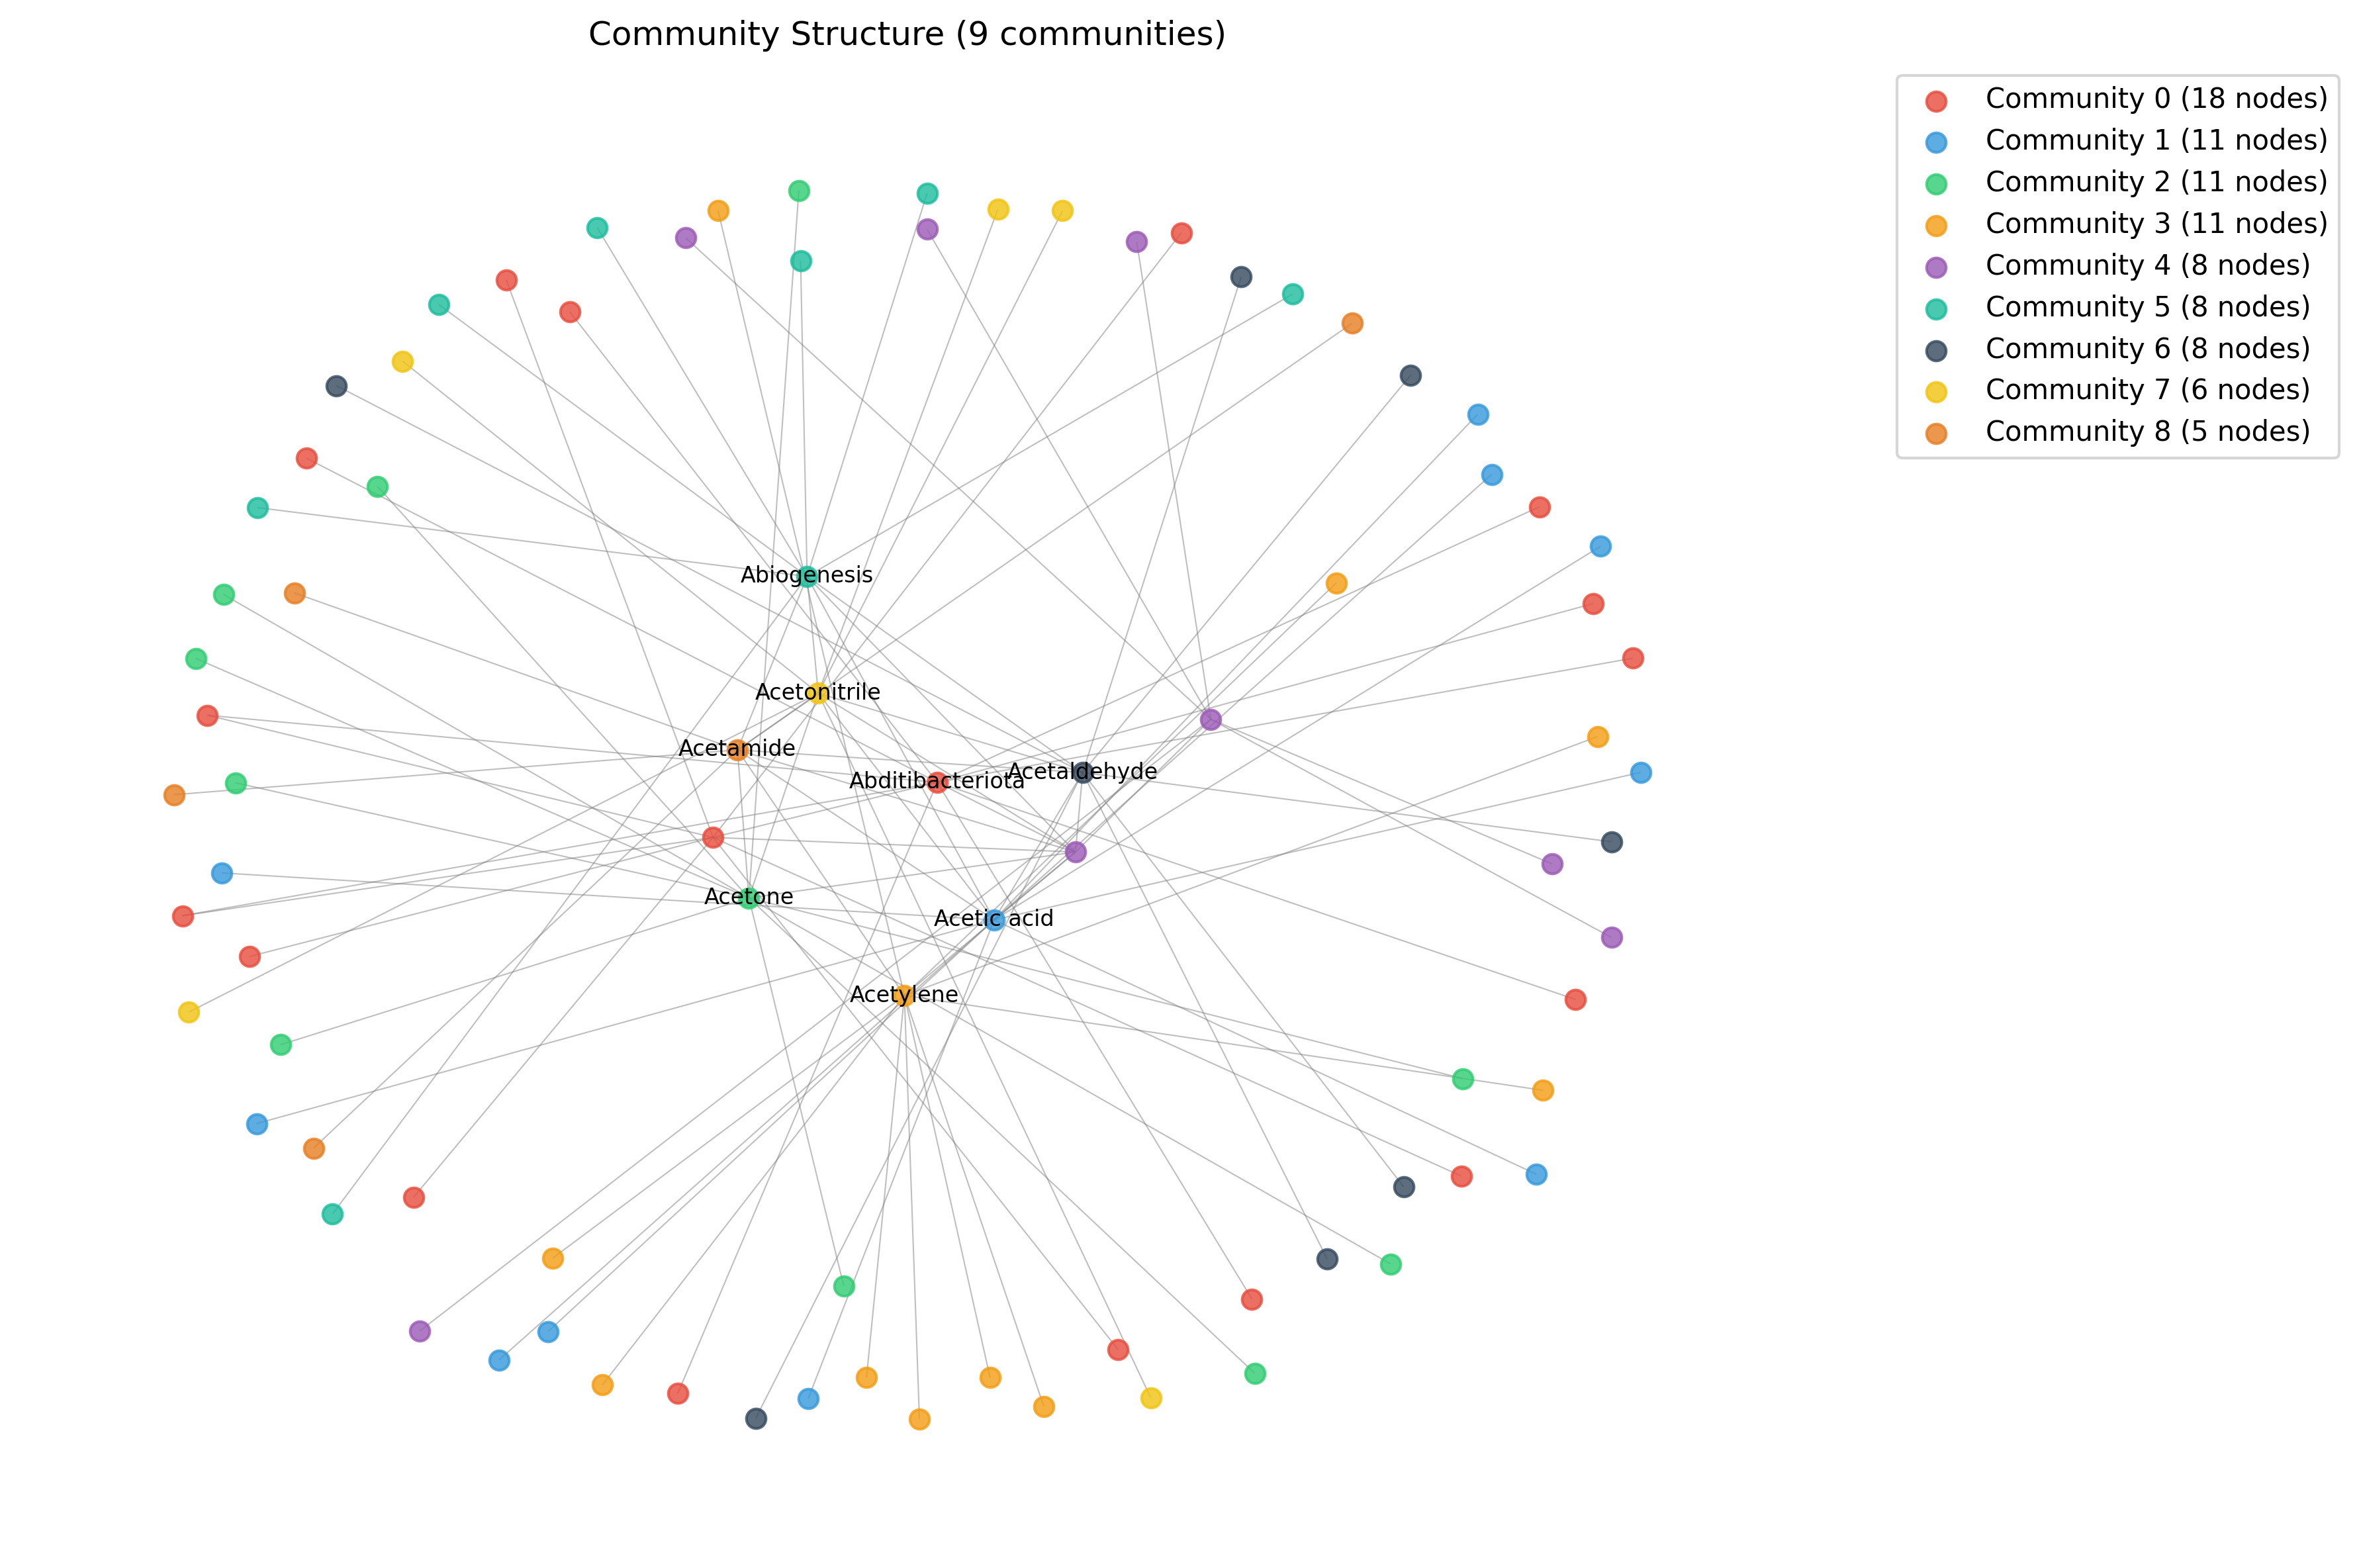 Community Structure (9 communities)
Community 0 (18 nodes)
Community 1 (11 nodes)
Community 2 (11 nodes)
Community 3 (11 nodes)
Community 4 (8 nodes)
Community 5 (8 nodes)
Community 6 (8 nodes)
Community 7 (6 nodes)
Community 8 (5 nodes)
Abiogenesis
Acetonitrile
Acetamide
Abditibacteriota
Acetaldehyde
Acetone
Acetic acid
Acetylene